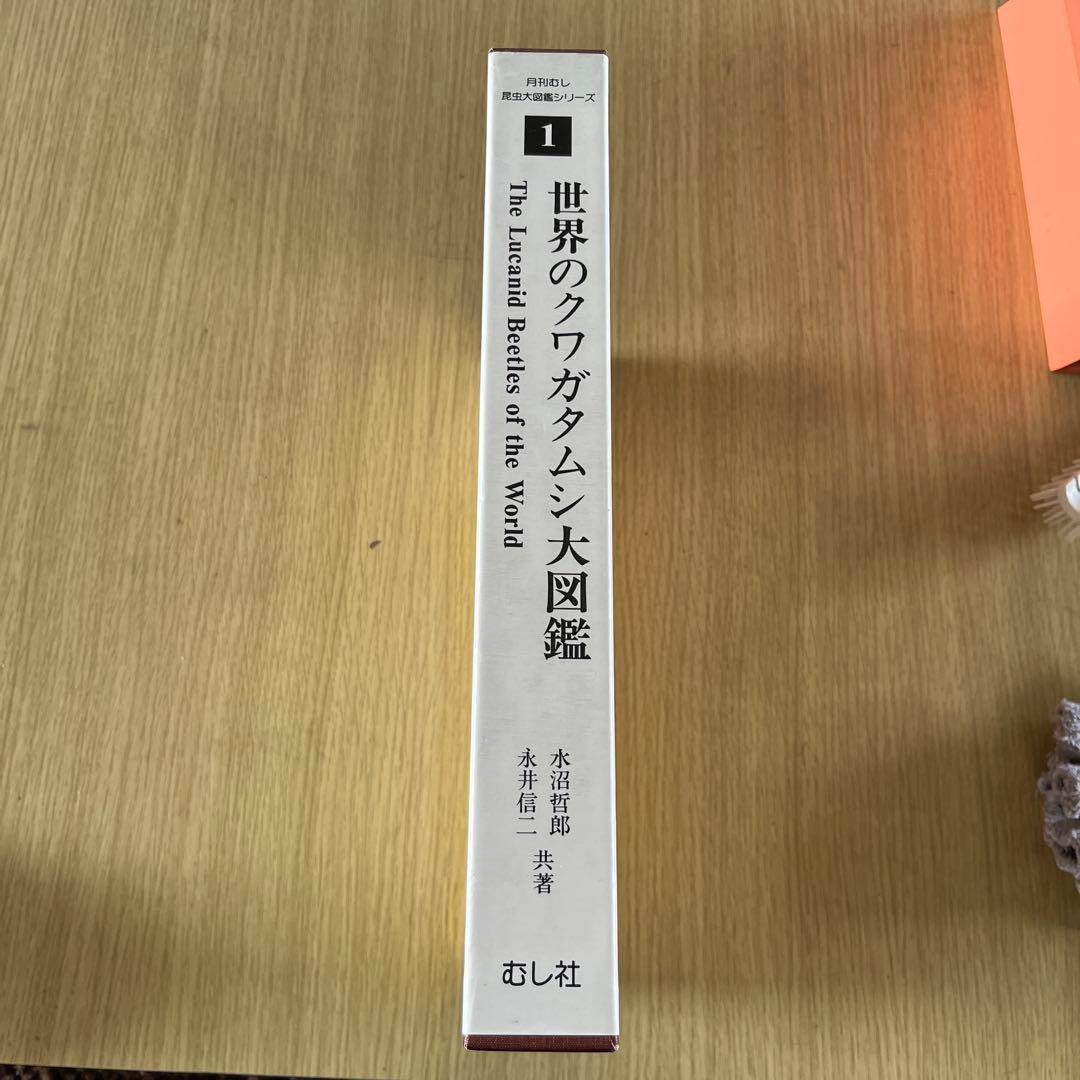 月刊むし
昆虫大図鑑シリーズ
1
世界のクワガタムシ大図鑑
The Lucanid Beetles of the World
水沼哲郎
永井信二
共著
むし社